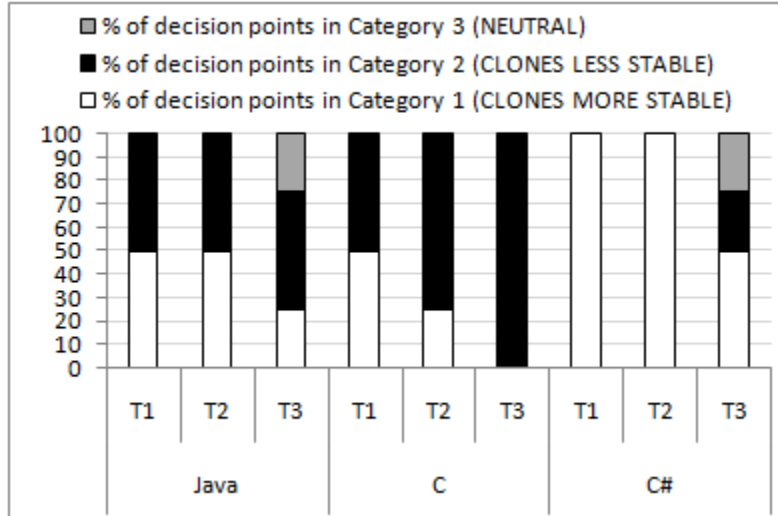 % of decision points in Category 3 (NEUTRAL)
% of decision points in Category 2 (CLONES LESS STABLE)
% of decision points in Category 1 (CLONES MORE STABLE)
100
90
80
70
60
50
40
30
20
10
0
T1 T2 T3 T1 T2 T3 T1 T2 T3
Java C C#